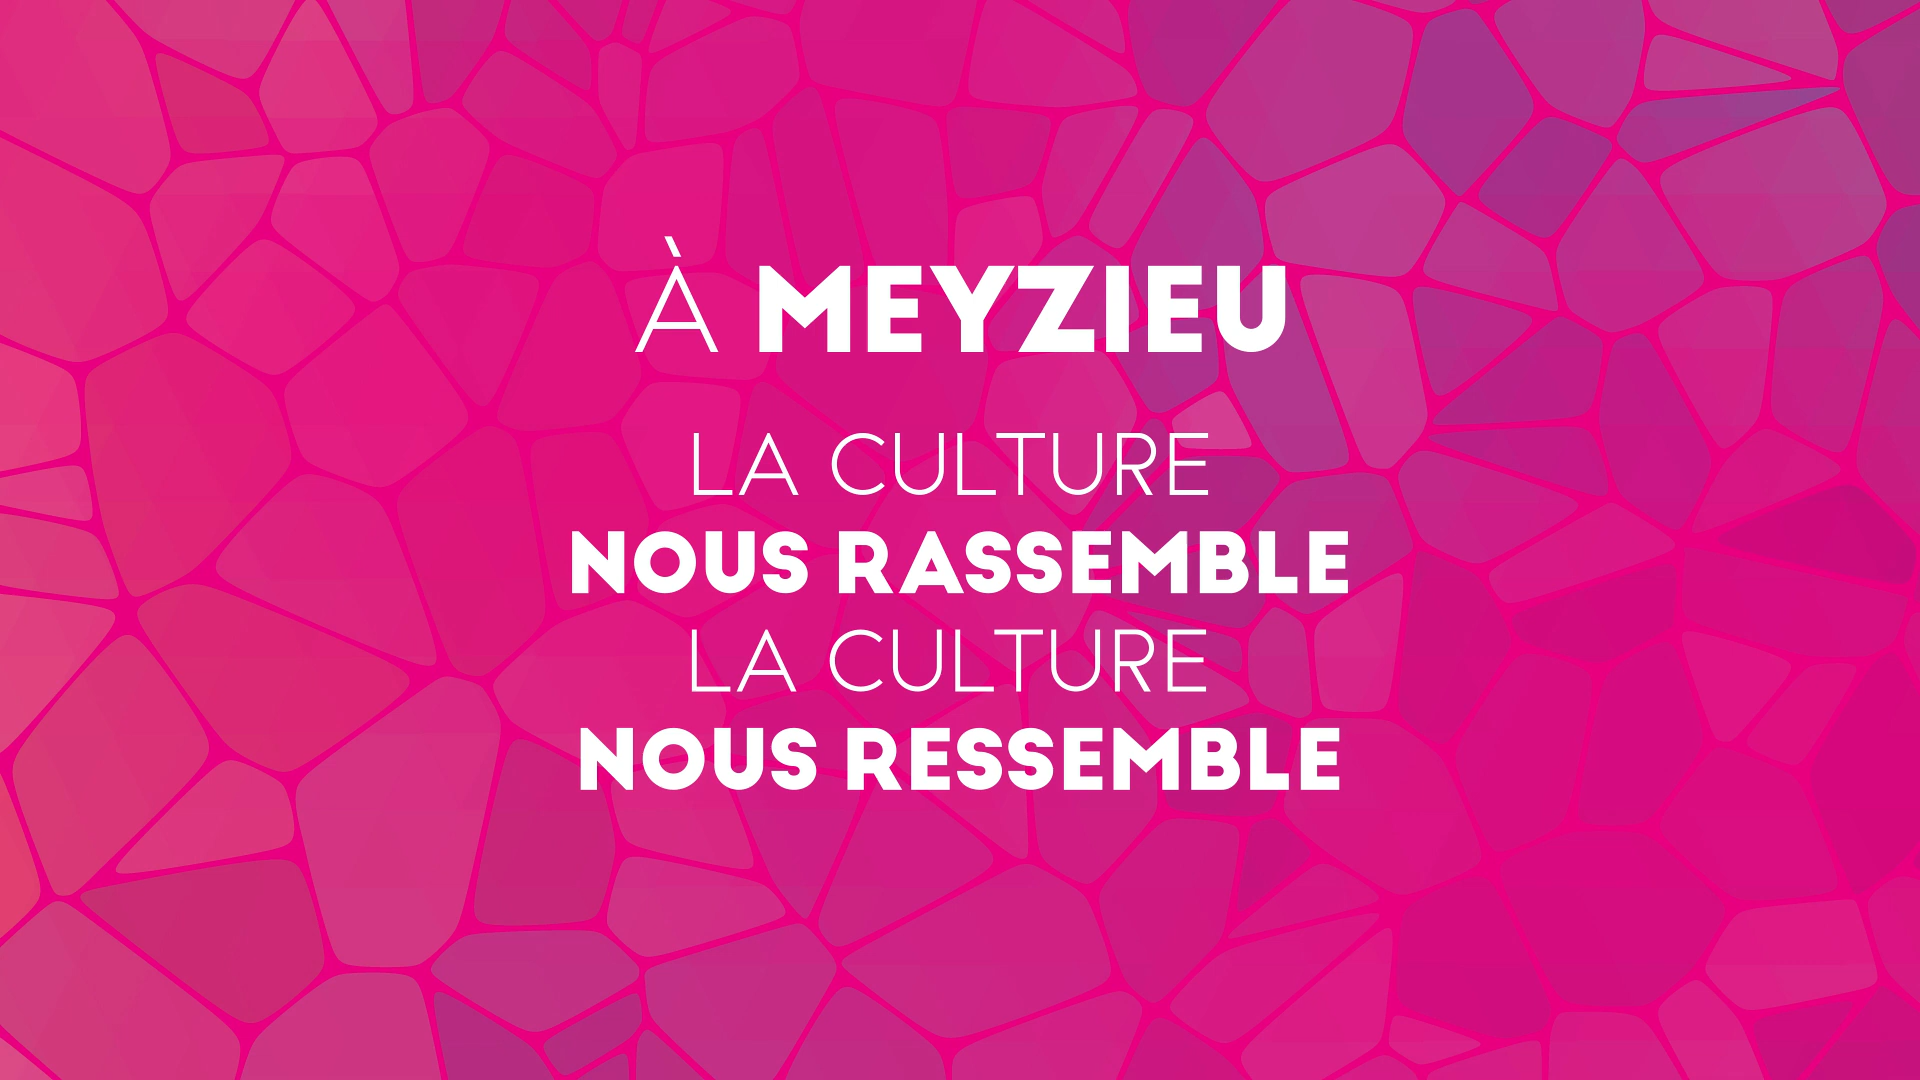 À MEYZIEU
LA CULTURE
NOUS RASSEMBLE
LA CULTURE
NOUS RESSEMBLE